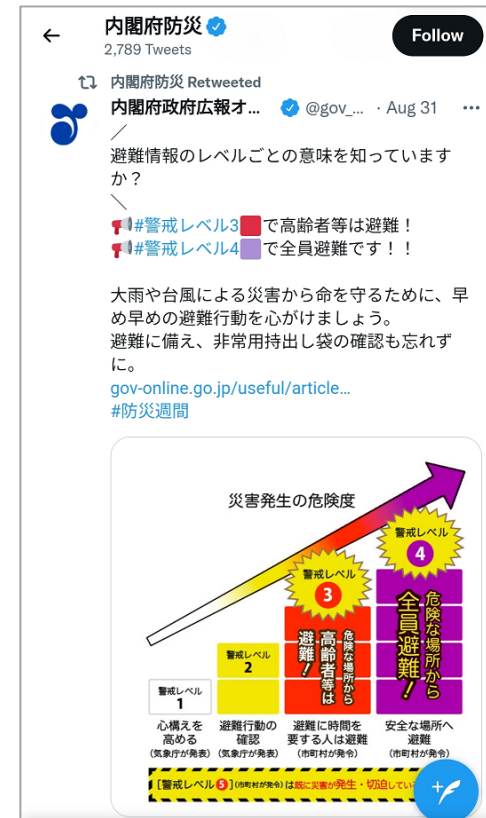 内閣府防災
2,789 Tweets
Follow
内閣府防災 Retweeted
内閣府政府広報オ... @gov_... · Aug 31
／
避難情報のレベルごとの意味を知っています
か？
＼
#警戒レベル3🟥で高齢者等は避難！
#警戒レベル4🟪で全員避難です！！
大雨や台風による災害から命を守るために、早
め早めの避難行動を心がけましょう。
避難に備え、非常用持出し袋の確認も忘れず
に。
gov-online.go.jp/useful/article...
#防災週間
災害発生の危険度
警戒レベル
1
警戒レベル
2
警戒レベル
3
危険な場所から
高齢者等は
避難！
警戒レベル
4
危険な場所から
全員避難！
心構えを
高める
(気象庁が発表)
避難行動の
確認
(気象庁が発表)
避難に時間を
要する人は避難
(市町村が発令)
安全な場所へ
避難
(市町村が発令)
[警戒レベル5](市町村が発令)は既に災害が発生・切迫してい